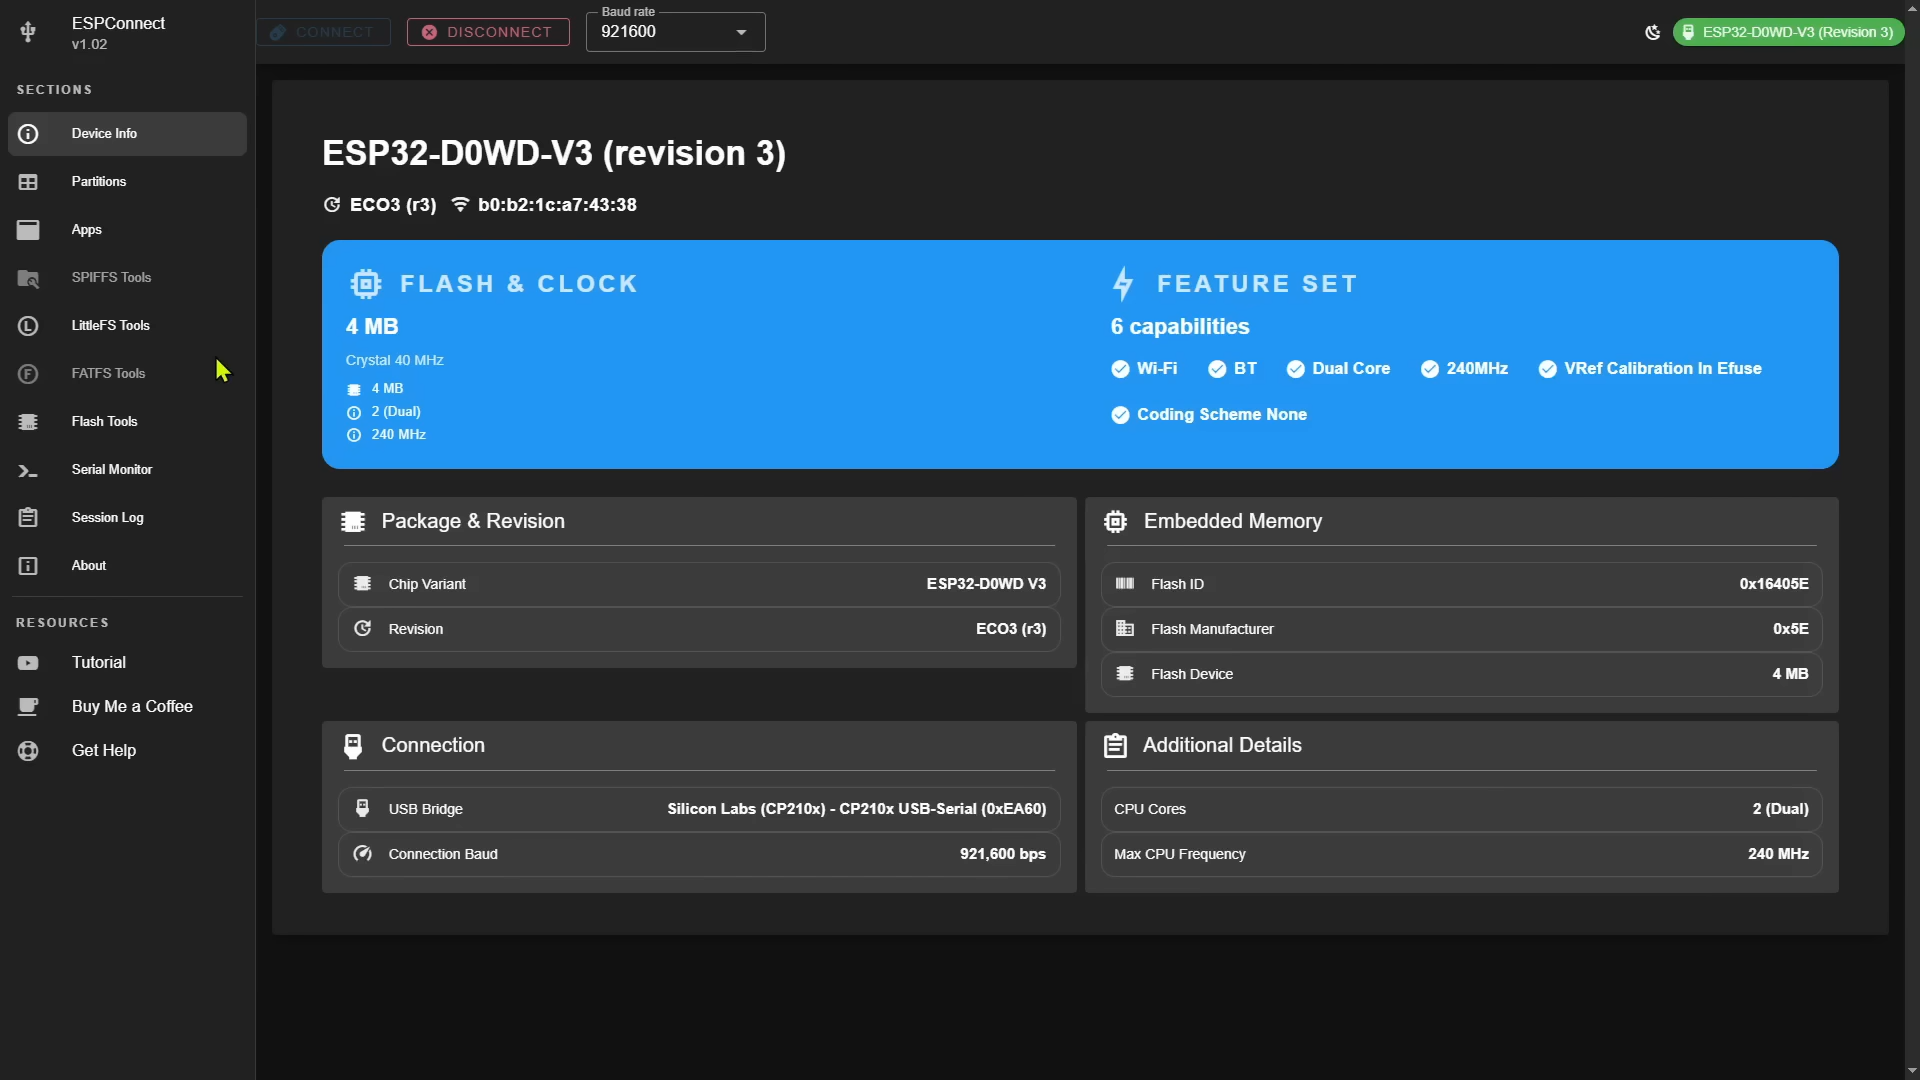 ESPConnect
v1.02
SECTIONS
Device Info
Partitions
Apps
SPIFFS Tools
LittleFS Tools
FATFS Tools
Flash Tools
Serial Monitor
Session Log
About
RESOURCES
Tutorial
Buy Me a Coffee
Get Help
CONNECT
DISCONNECT
Baud rate
921600
ESP32-D0WD-V3 (Revision 3)
ESP32-D0WD-V3 (revision 3)
ECO3 (r3) b0:b2:1c:a7:43:38
FLASH & CLOCK
4 MB
Crystal 40 MHz
4 MB
2 (Dual)
240 MHz
FEATURE SET
6 capabilities
Wi-Fi BT Dual Core 240MHz VRef Calibration In Efuse
Coding Scheme None
Package & Revision
Chip Variant ESP32-D0WD V3
Revision ECO3 (r3)
Embedded Memory
Flash ID 0x16405E
Flash Manufacturer 0x5E
Flash Device 4 MB
Connection
USB Bridge Silicon Labs (CP210x) - CP210x USB-Serial (0xEA60)
Connection Baud 921,600 bps
Additional Details
CPU Cores 2 (Dual)
Max CPU Frequency 240 MHz